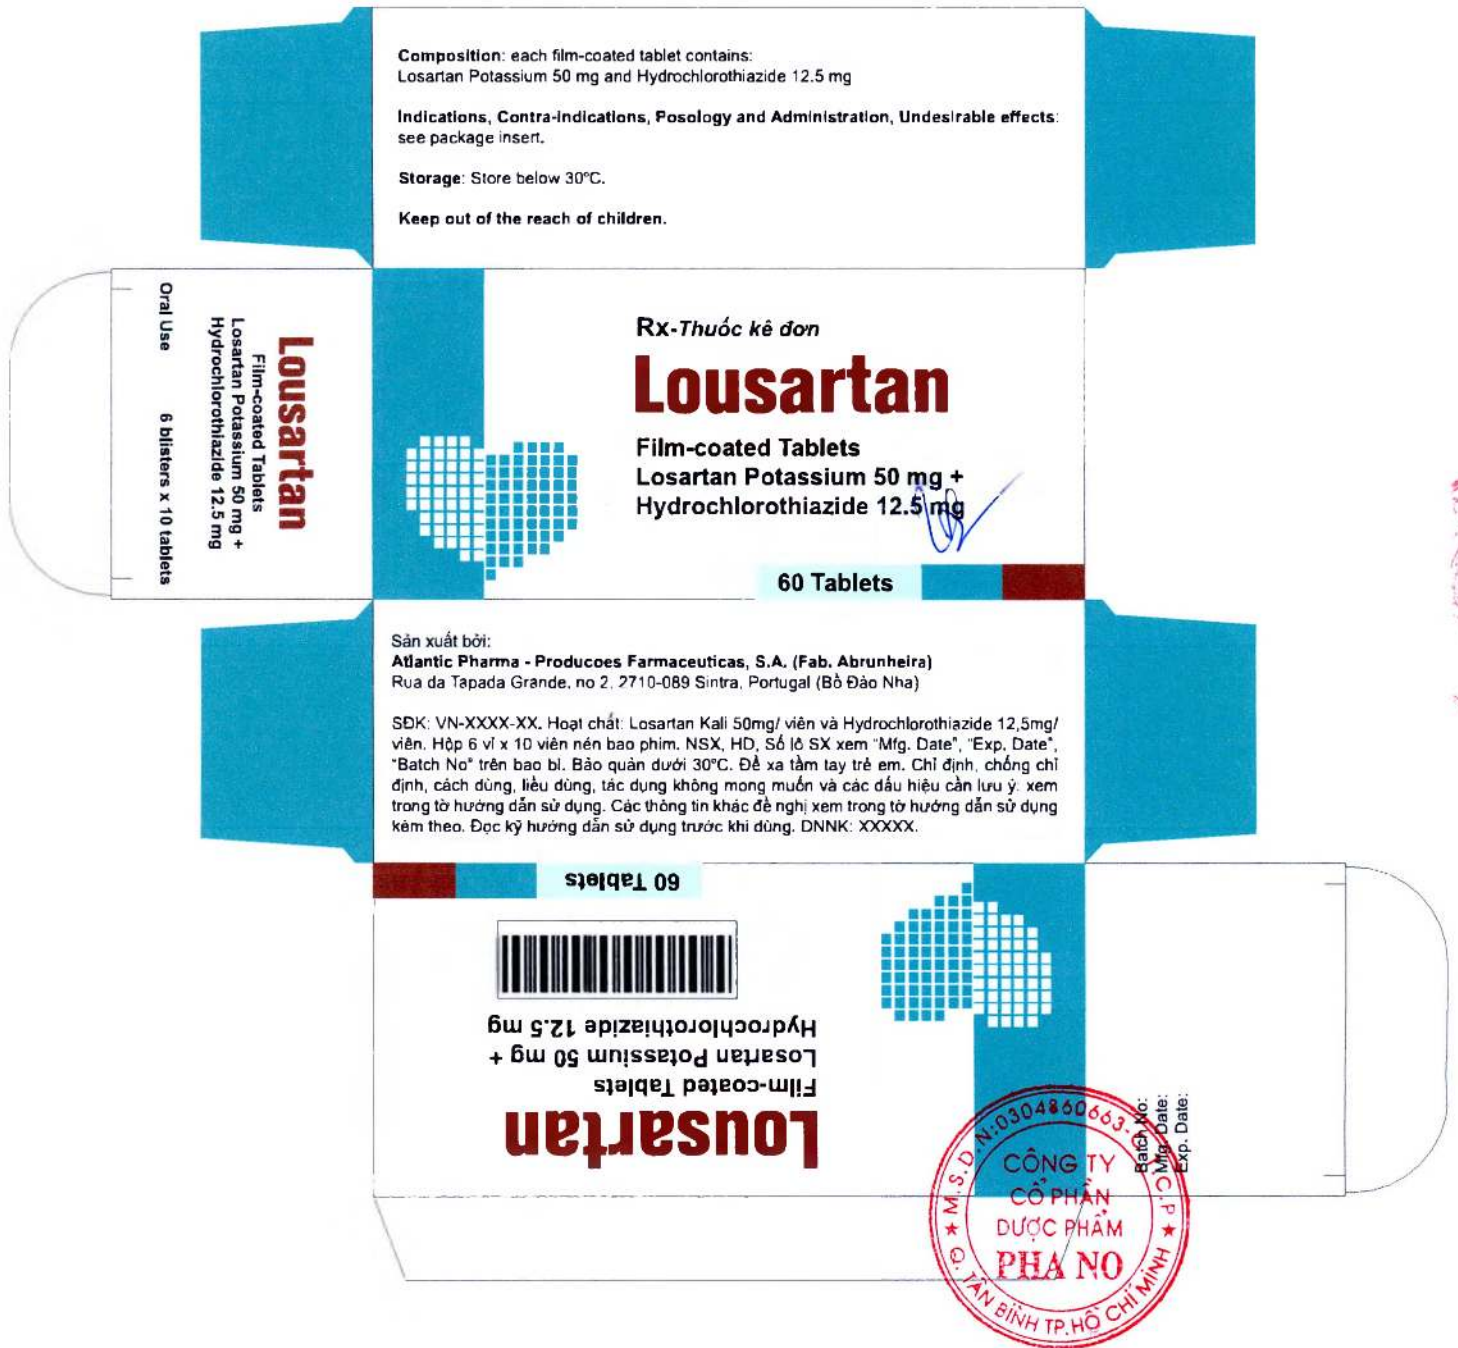 Composition: each film-coated tablet contains:
Losartan Potassium 50 mg and Hydrochlorothiazide 12.5 mg
Indications, Contra-indications, Posology and Administration, Undesirable effects:
see package insert.
Storage: Store below 30°C.
Keep out of the reach of children.
Lousartan
Film-coated Tablets
Losartan Potassium 50 mg +
Hydrochlorothiazide 12.5 mg
Oral Use 6 blisters x 10 tablets
Rx-Thuốc kê đơn
Lousartan
Film-coated Tablets
Losartan Potassium 50 mg +
Hydrochlorothiazide 12.5 mg
60 Tablets
Sản xuất bởi:
Atlantic Pharma - Producoes Farmaceuticas, S.A. (Fab. Abrunheira)
Rua da Tapada Grande, no 2, 2710-089 Sintra, Portugal (Bồ Đào Nha)
SĐK: VN-XXXX-XX. Hoạt chất: Losartan Kali 50mg/ viên và Hydrochlorothiazide 12,5mg/
viên. Hộp 6 vỉ x 10 viên nén bao phim. NSX, HD, Số lô SX xem "Mfg. Date", "Exp. Date",
"Batch No" trên bao bì. Bảo quản dưới 30°C. Để xa tầm tay trẻ em. Chỉ định, chống chỉ
định, cách dùng, liều dùng, tác dụng không mong muốn và các dấu hiệu cần lưu ý: xem
trong tờ hướng dẫn sử dụng. Các thông tin khác đề nghị xem trong tờ hướng dẫn sử dụng
kèm theo. Đọc kỹ hướng dẫn sử dụng trước khi dùng. DNNK: XXXXX.
Lousartan
Film-coated Tablets
Losartan Potassium 50 mg +
Hydrochlorothiazide 12.5 mg
60 Tablets
Batch No:
Mfg. Date:
Exp. Date:
M.S.D.N:0304860663-C.T.C.P
CÔNG TY
CỔ PHẦN
DƯỢC PHẨM
PHA NO
Q. TÂN BÌNH TP. HỒ CHÍ MINH